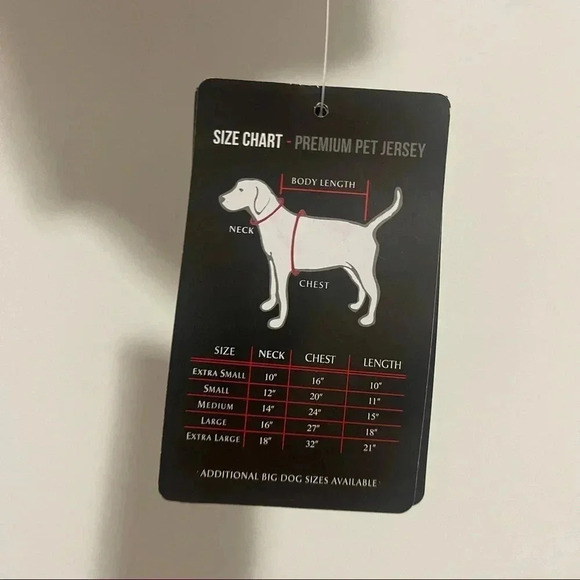 SIZE CHART - PREMIUM PET JERSEY
BODY LENGTH
NECK
CHEST
SIZE NECK CHEST LENGTH
EXTRA SMALL 10" 16" 10"
SMALL 12" 20" 11"
MEDIUM 14" 24" 15"
LARGE 16" 27" 18"
EXTRA LARGE 18" 32" 21"
· ADDITIONAL BIG DOG SIZES AVAILABLE ·